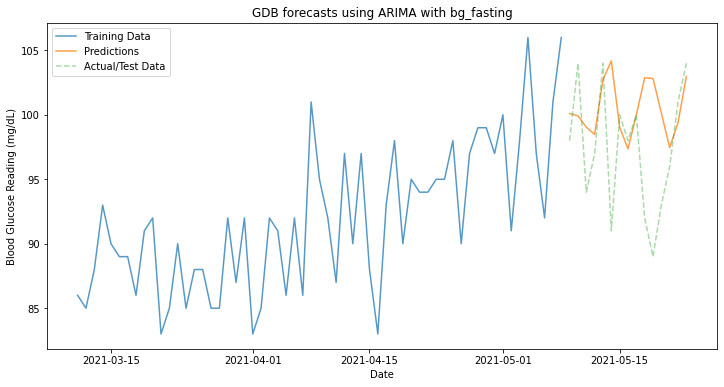 GDB forecasts using ARIMA with bg_fasting
Training Data
Predictions
Actual/Test Data
Blood Glucose Reading (mg/dL)
105
100
95
90
85
2021-03-15
2021-04-01
2021-04-15
2021-05-01
2021-05-15
Date